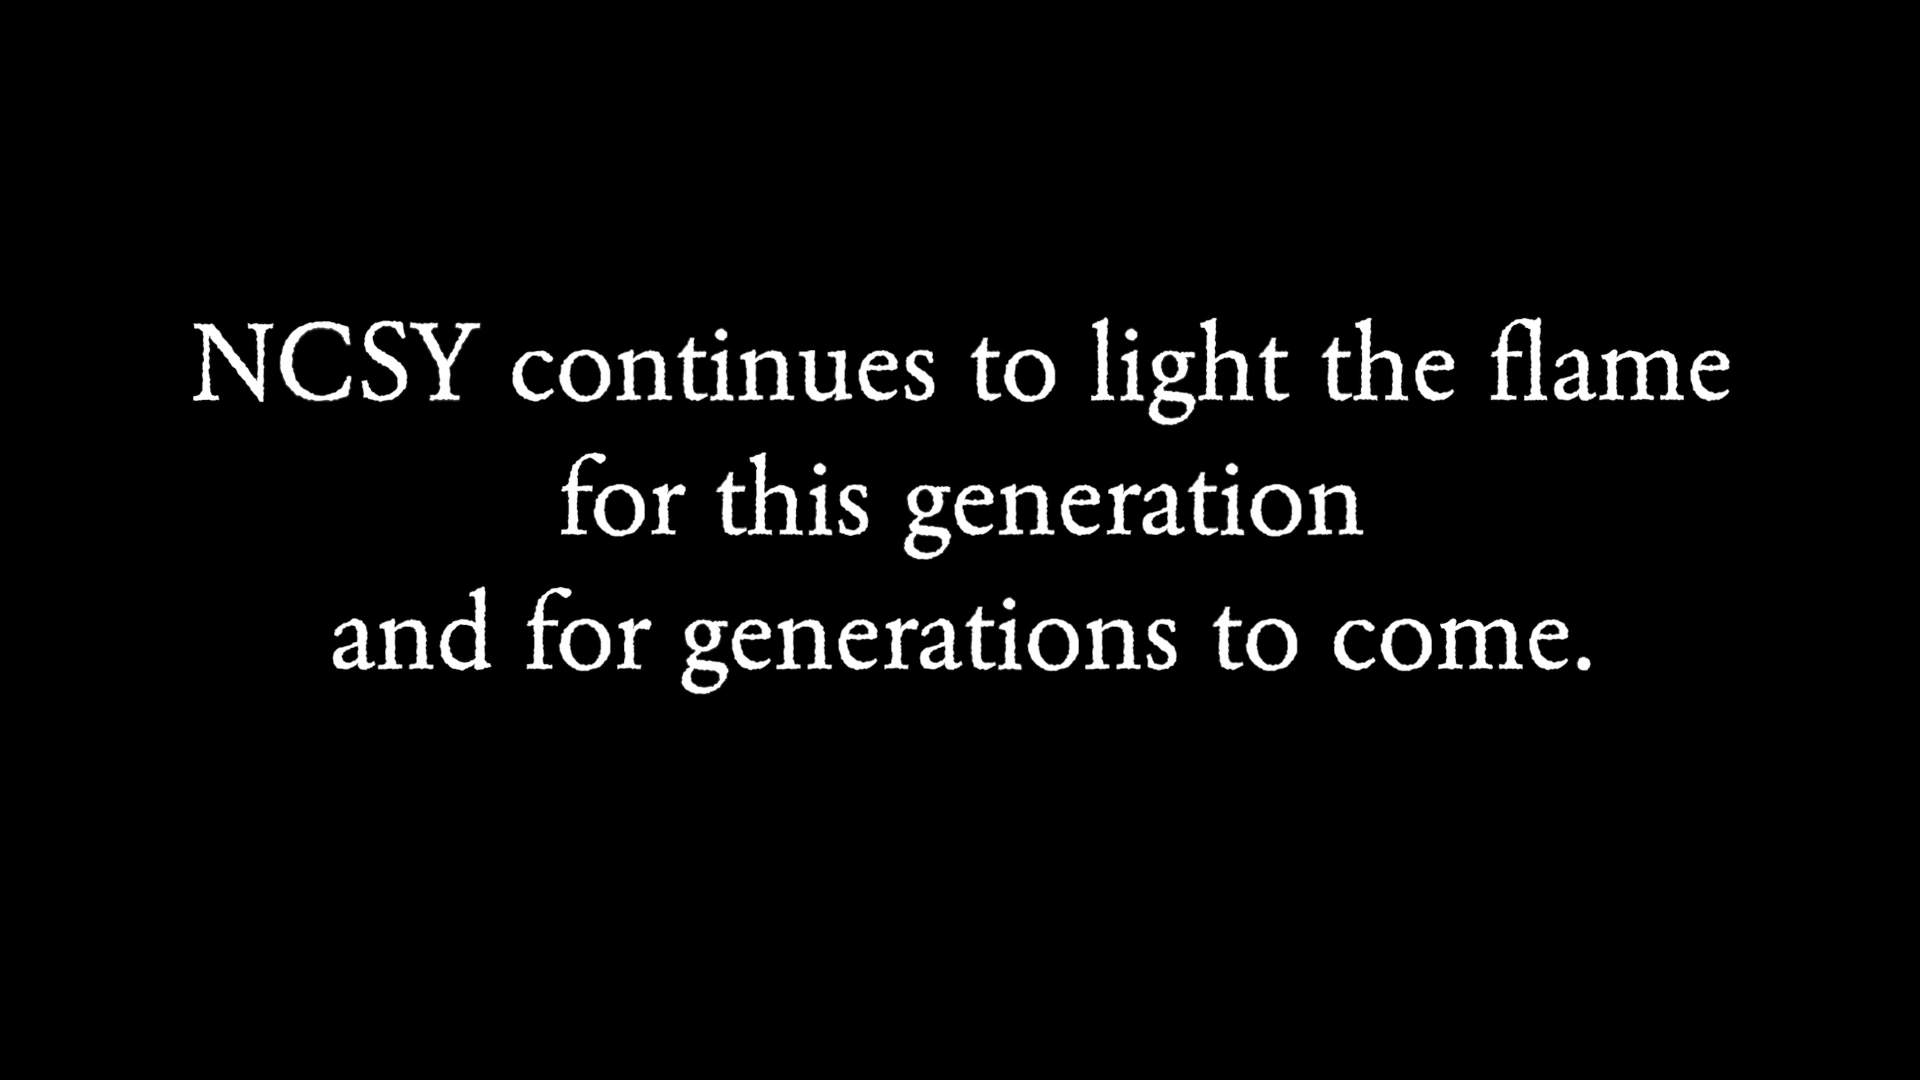 NCSY continues to light the flame
for this generation
and for generations to come.